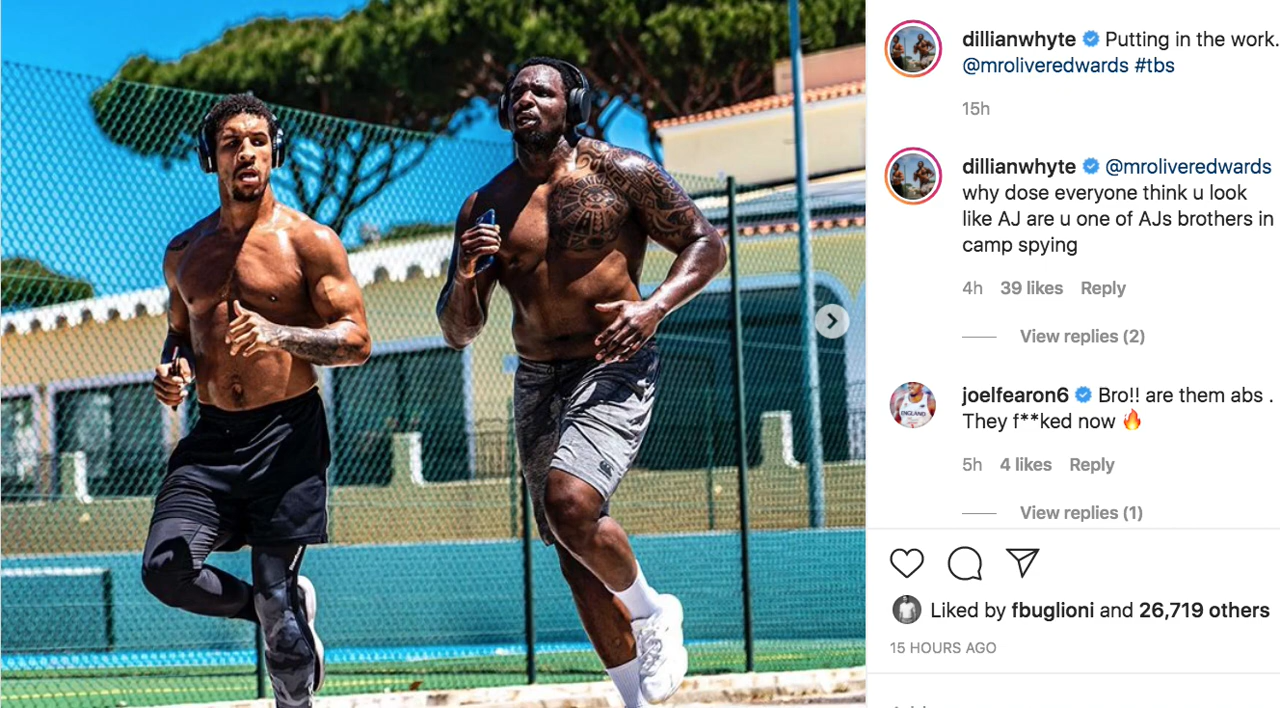 dillianwhyte Putting in the work.
@mroliveredwards #tbs
15h
dillianwhyte @mroliveredwards
why dose everyone think u look
like AJ are u one of AJs brothers in
camp spying
4h 39 likes Reply
View replies (2)
ENGLAND
joelfearon6 Bro!! are them abs .
They f**ked now 🔥
5h 4 likes Reply
View replies (1)
Liked by fbuglioni and 26,719 others
15 HOURS AGO